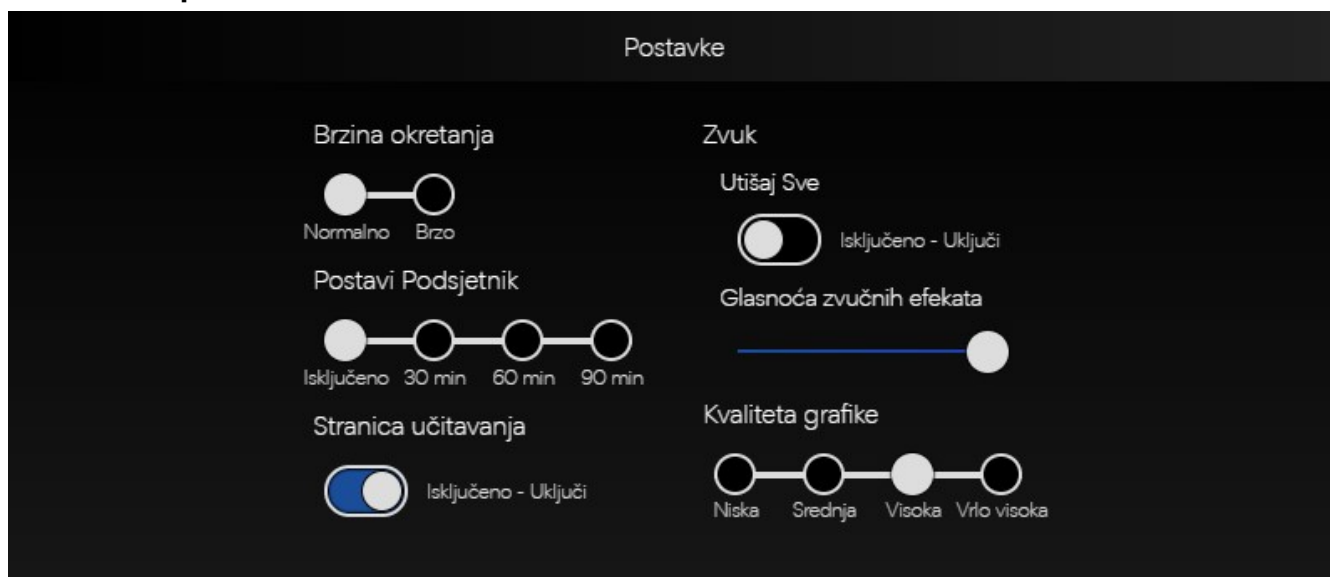 Postavke
Brzina okretanja
Normalno Brzo
Postavi Podsjetnik
Isključeno 30 min 60 min 90 min
Stranica učitavanja
Isključeno - Uključi
Zvuk
Utišaj Sve
Isključeno - Uključi
Glasnoća zvučnih efekata
Kvaliteta grafike
Niska Srednja Visoka Vrlo visoka